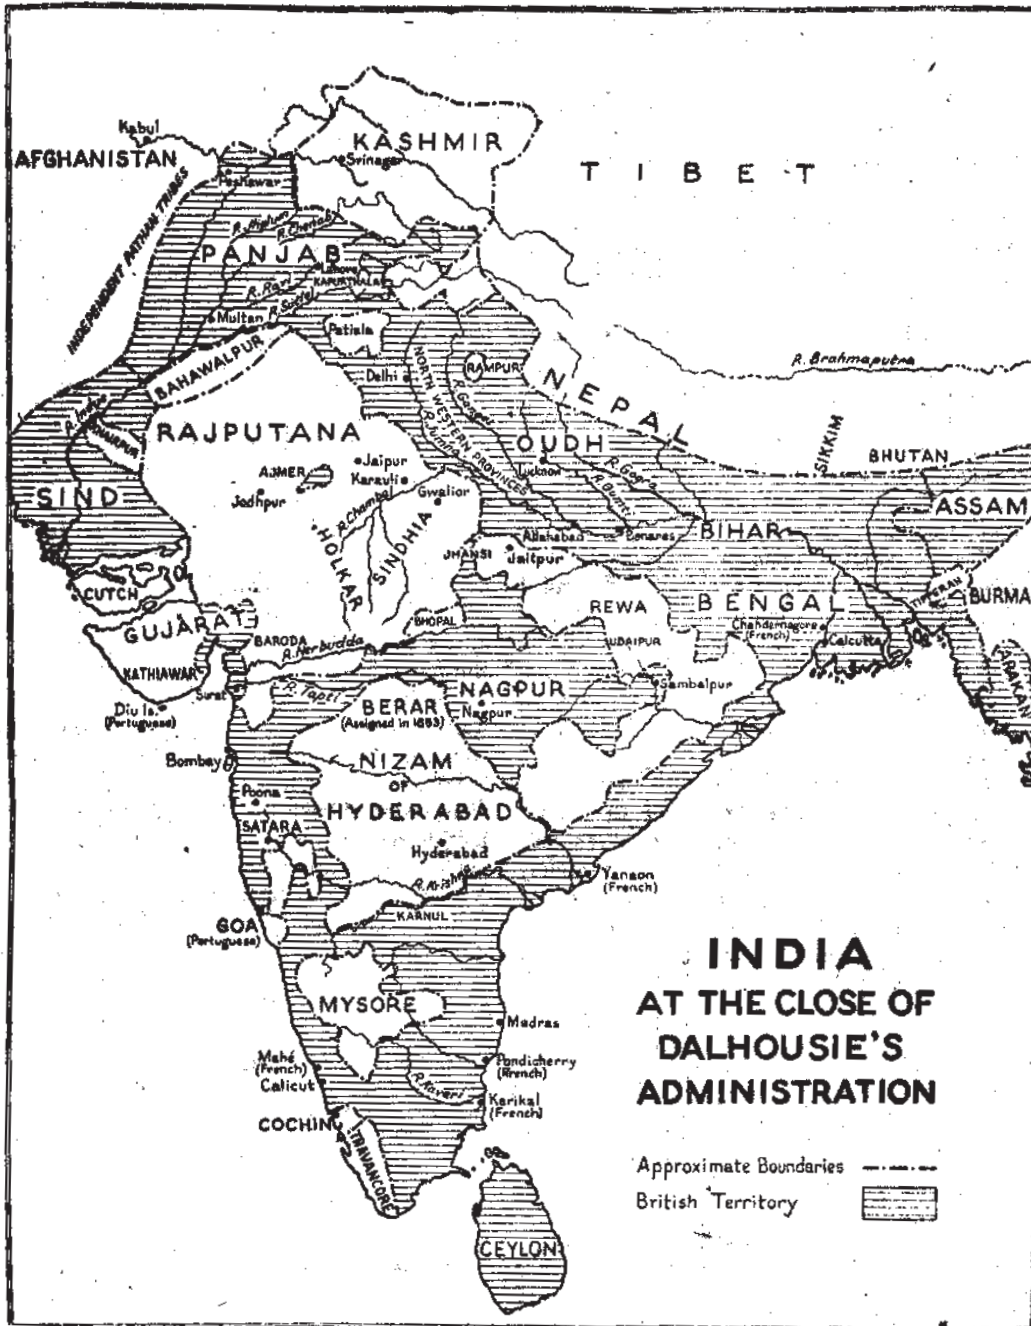 Kabul
AFGHANISTAN
KASHMIR
Srinagar
TIBET
Peshawar
INDEPENDENT PATHAN TRIBES
R. Jhelum
R. Chenab
PANJAB
Lahore
KAPURTHALA
R. Ravi
R. Sutlej
Multan
Patiala
BAHAWALPUR
Delhi
NORTH WESTERN PROVINCES
RAMPUR
R. Ganges
R. Jumna
NEPAL
R. Brahmaputra
R. Indus
KHAIRPUR
RAJPUTANA
OUDH
Lucknow
R. Gogra
R. Gumti
SIKKIM
BHUTAN
SIND
AJMER
Jaipur
Karauli
Jodhpur
Gwalior
R. Chambal
HOLKAR
SINDHIA
ASSAM
Allahabad
Benares
BIHAR
JHANSI
Jaitpur
CUTCH
GUJARAT
REWA
BENGAL
TIPPERAH
BURMA
BHOPAL
Chandernagore
(French)
Calcutta
BARODA
R. Nerbudda
UDAIPUR
KATHIAWAR
Surat
R. Tapti
NAGPUR
Nagpur
Sambalpur
ARAKAN
Diu Is.
(Portuguese)
BERAR
(Assigned in 1853)
Bombay
NIZAM
OF
HYDERABAD
Poona
SATARA
Hyderabad
R. Krishna
Yanaon
(French)
GOA
(Portuguese)
KARNUL
MYSORE
Madras
Mahé
(French)
Calicut
Pondicherry
(French)
R. Kaveri
Karikal
(French)
COCHIN
TRAVANCORE
CEYLON
INDIA
AT THE CLOSE OF
DALHOUSIE'S
ADMINISTRATION
Approximate Boundaries
British Territory